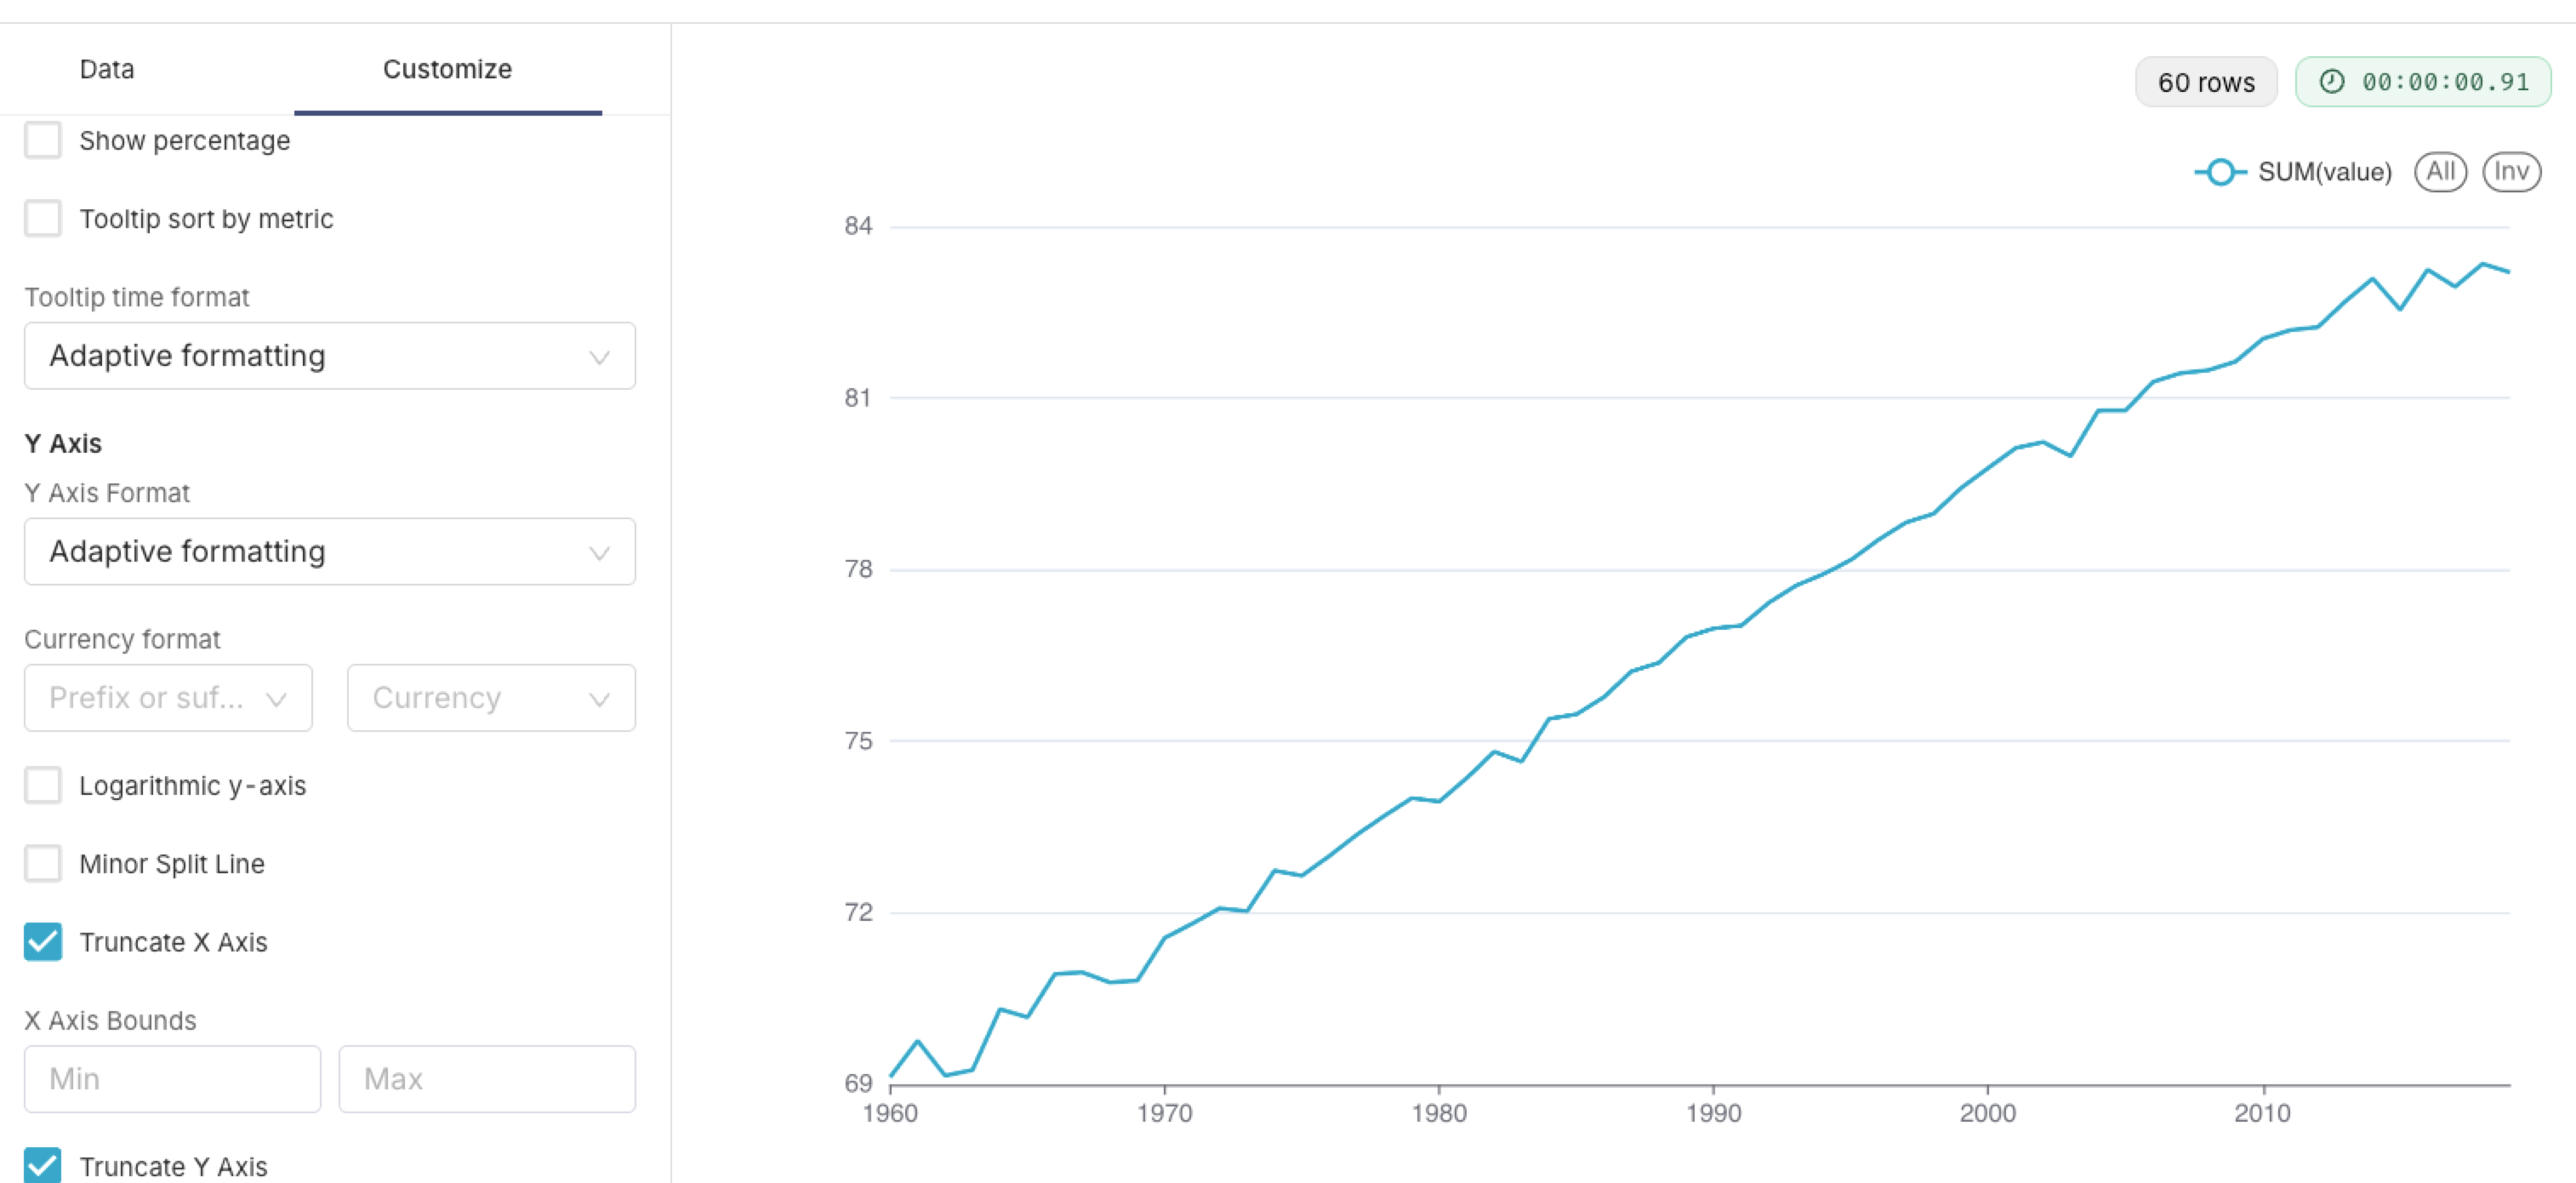 Data
Customize
Show percentage
Tooltip sort by metric
Tooltip time format
Adaptive formatting
Y Axis
Y Axis Format
Adaptive formatting
Currency format
Prefix or suf...
Currency
Logarithmic y-axis
Minor Split Line
Truncate X Axis
X Axis Bounds
Min
Max
Truncate Y Axis
60 rows
00:00:00.91
SUM(value)
All
Inv
84
81
78
75
72
69
1960
1970
1980
1990
2000
2010